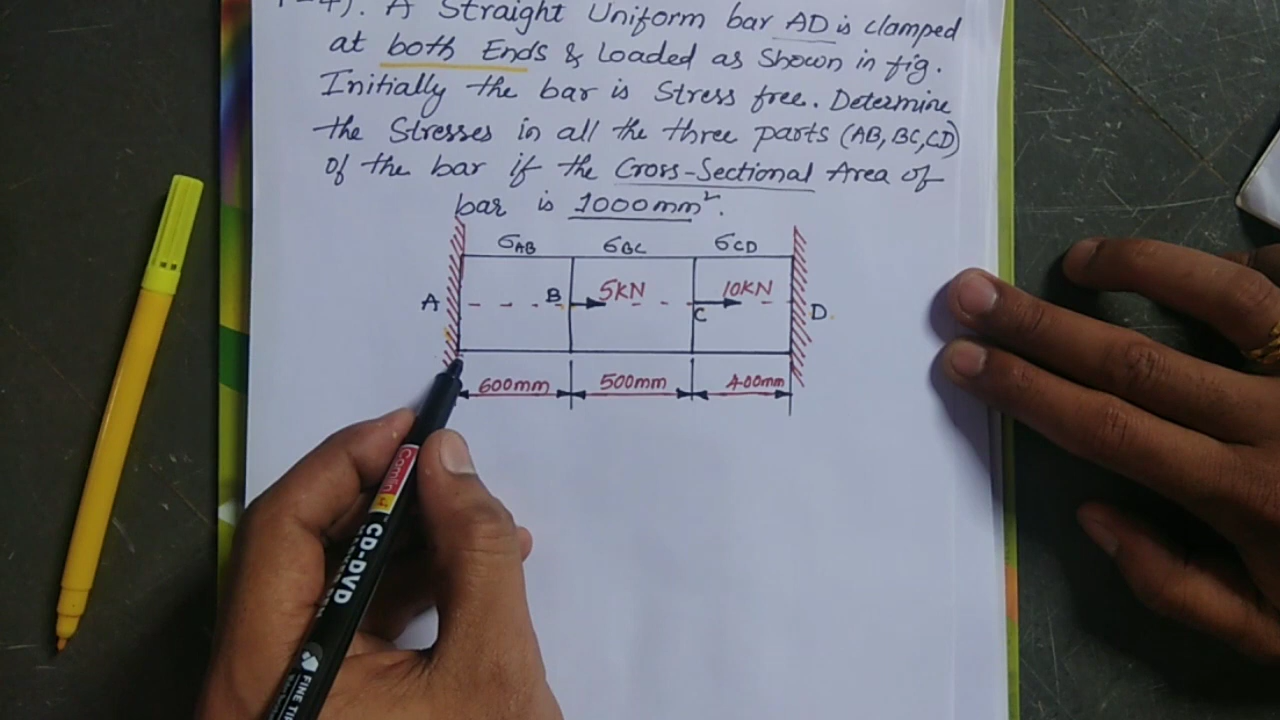 A Straight Uniform bar AD is clamped
at both Ends & Loaded as Shown in fig.
Initially the bar is Stress free. Determine
the Stresses in all the three parts (AB, BC, CD)
of the bar if the Cross-Sectional Area of
bar is 1000mm².
σAB σBC σCD
A B 5KN C 10KN D
600mm 500mm 400mm
Camlin
CD-DVD
FINE TIP